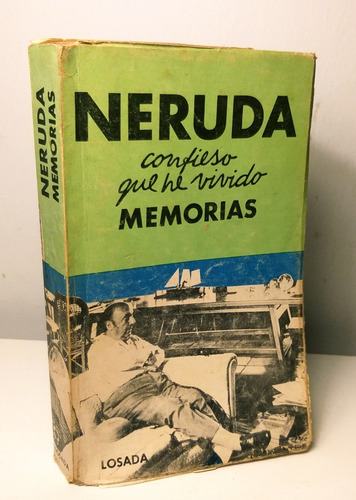 NERUDA
MEMORIAS
NERUDA
confieso
que he vivido
MEMORIAS
LOSADA